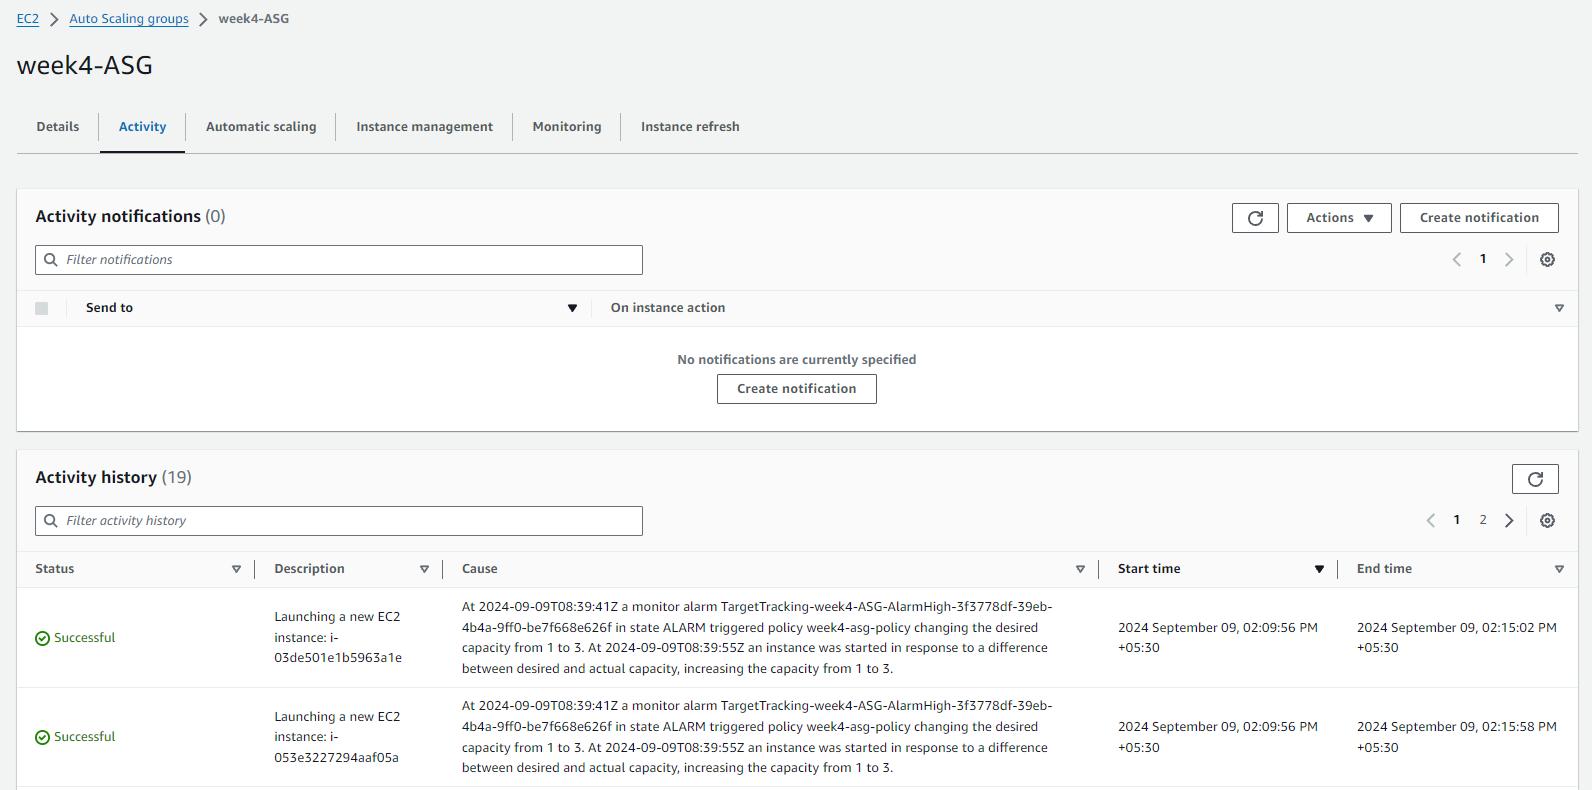 EC2 > Auto Scaling groups > week4-ASG
week4-ASG
Details Activity Automatic scaling Instance management Monitoring Instance refresh
Activity notifications (0)
Actions Create notification
Filter notifications
1
Send to On instance action
No notifications are currently specified
Create notification
Activity history (19)
Filter activity history
1 2
Status Description Cause Start time End time
Successful
Launching a new EC2
instance: i-
03de501e1b5963a1e
At 2024-09-09T08:39:41Z a monitor alarm TargetTracking-week4-ASG-AlarmHigh-3f3778df-39eb-
4b4a-9ff0-be7f668e626f in state ALARM triggered policy week4-asg-policy changing the desired
capacity from 1 to 3. At 2024-09-09T08:39:55Z an instance was started in response to a difference
between desired and actual capacity, increasing the capacity from 1 to 3.
2024 September 09, 02:09:56 PM
+05:30
2024 September 09, 02:15:02 PM
+05:30
Successful
Launching a new EC2
instance: i-
053e3227294aaf05a
At 2024-09-09T08:39:41Z a monitor alarm TargetTracking-week4-ASG-AlarmHigh-3f3778df-39eb-
4b4a-9ff0-be7f668e626f in state ALARM triggered policy week4-asg-policy changing the desired
capacity from 1 to 3. At 2024-09-09T08:39:55Z an instance was started in response to a difference
between desired and actual capacity, increasing the capacity from 1 to 3.
2024 September 09, 02:09:56 PM
+05:30
2024 September 09, 02:15:58 PM
+05:30